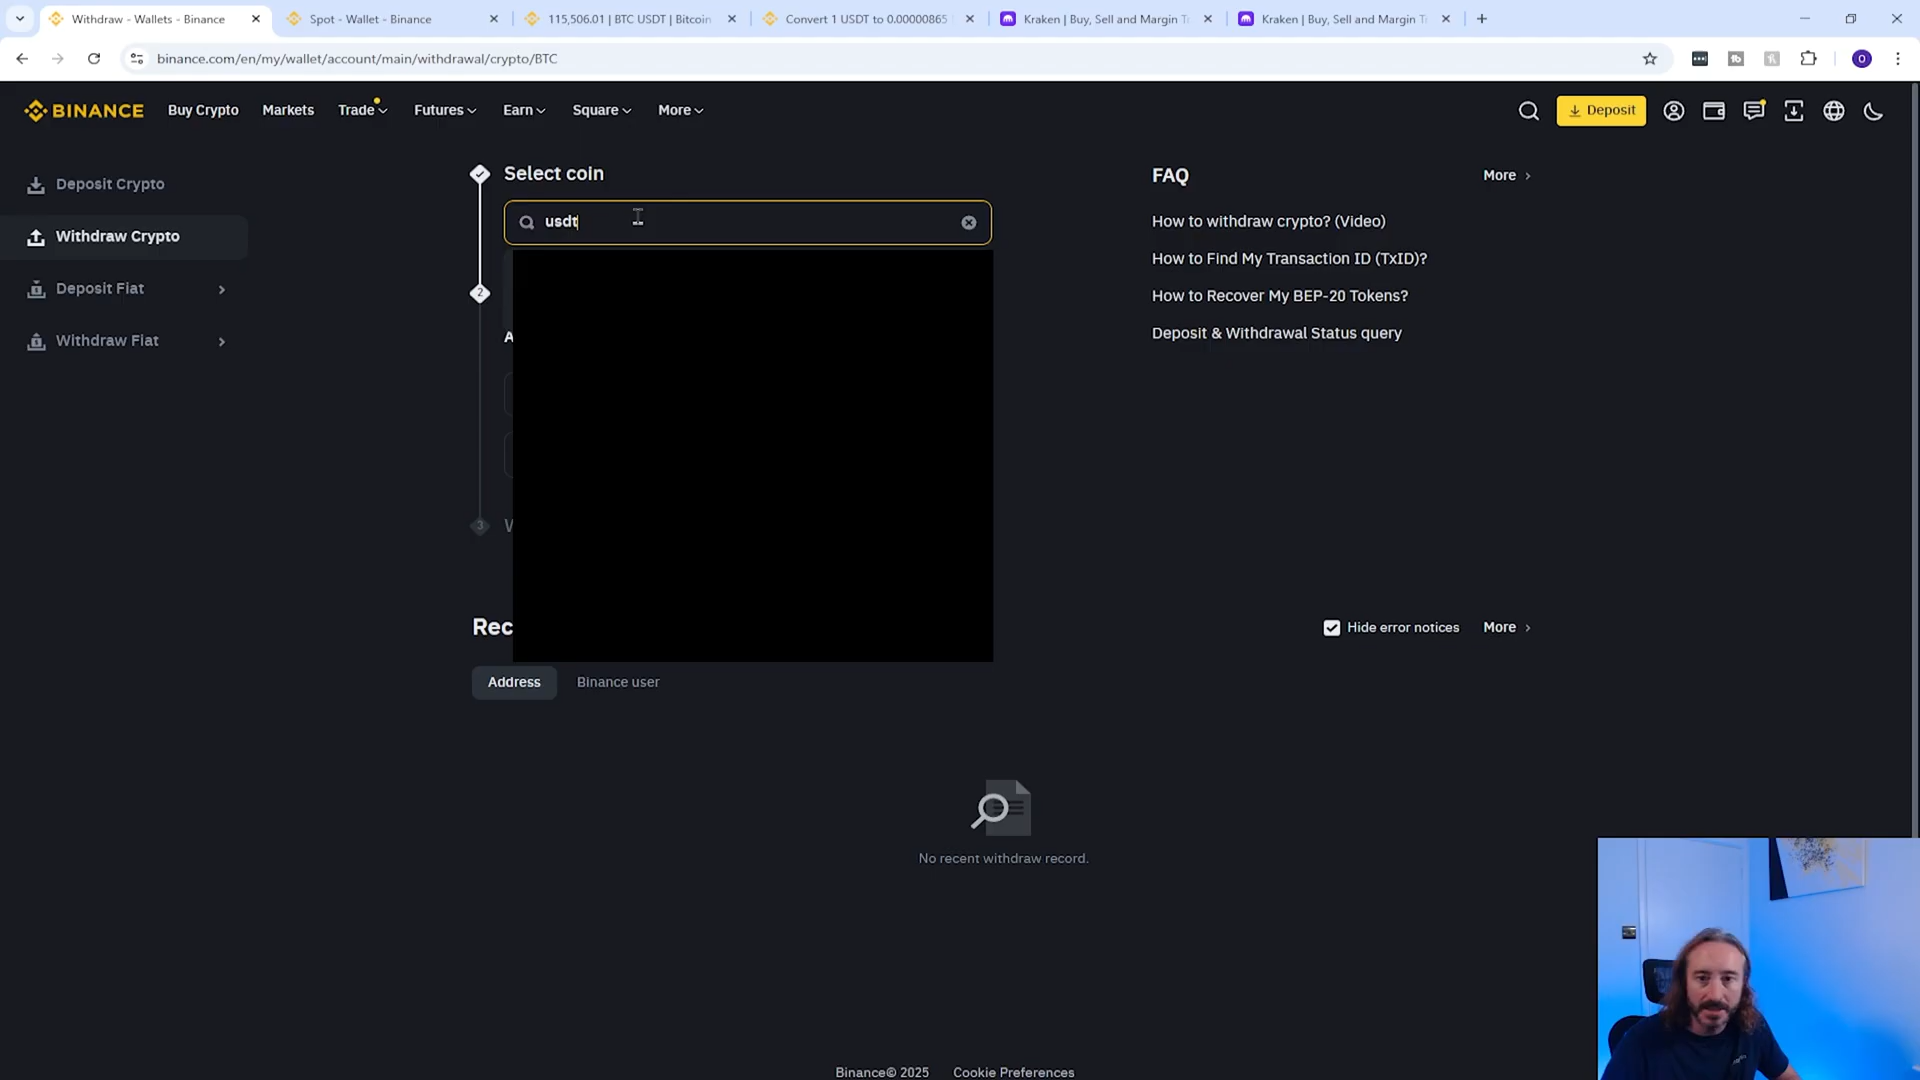 Withdraw - Wallets - Binance
Spot - Wallet - Binance
115,506.01 | BTC USDT | Bitcoin
Convert 1 USDT to 0.00000865
Kraken | Buy, Sell and Margin T
Kraken | Buy, Sell and Margin T
binance.com/en/my/wallet/account/main/withdrawal/crypto/BTC
BINANCE
Buy Crypto
Markets
Trade
Futures
Earn
Square
More
Deposit
Deposit Crypto
Withdraw Crypto
Deposit Fiat
Withdraw Fiat
Select coin
usdt
2
A
3
W
FAQ
More
How to withdraw crypto? (Video)
How to Find My Transaction ID (TxID)?
How to Recover My BEP-20 Tokens?
Deposit & Withdrawal Status query
Rec
Hide error notices
More
Address
Binance user
No recent withdraw record.
Binance© 2025
Cookie Preferences